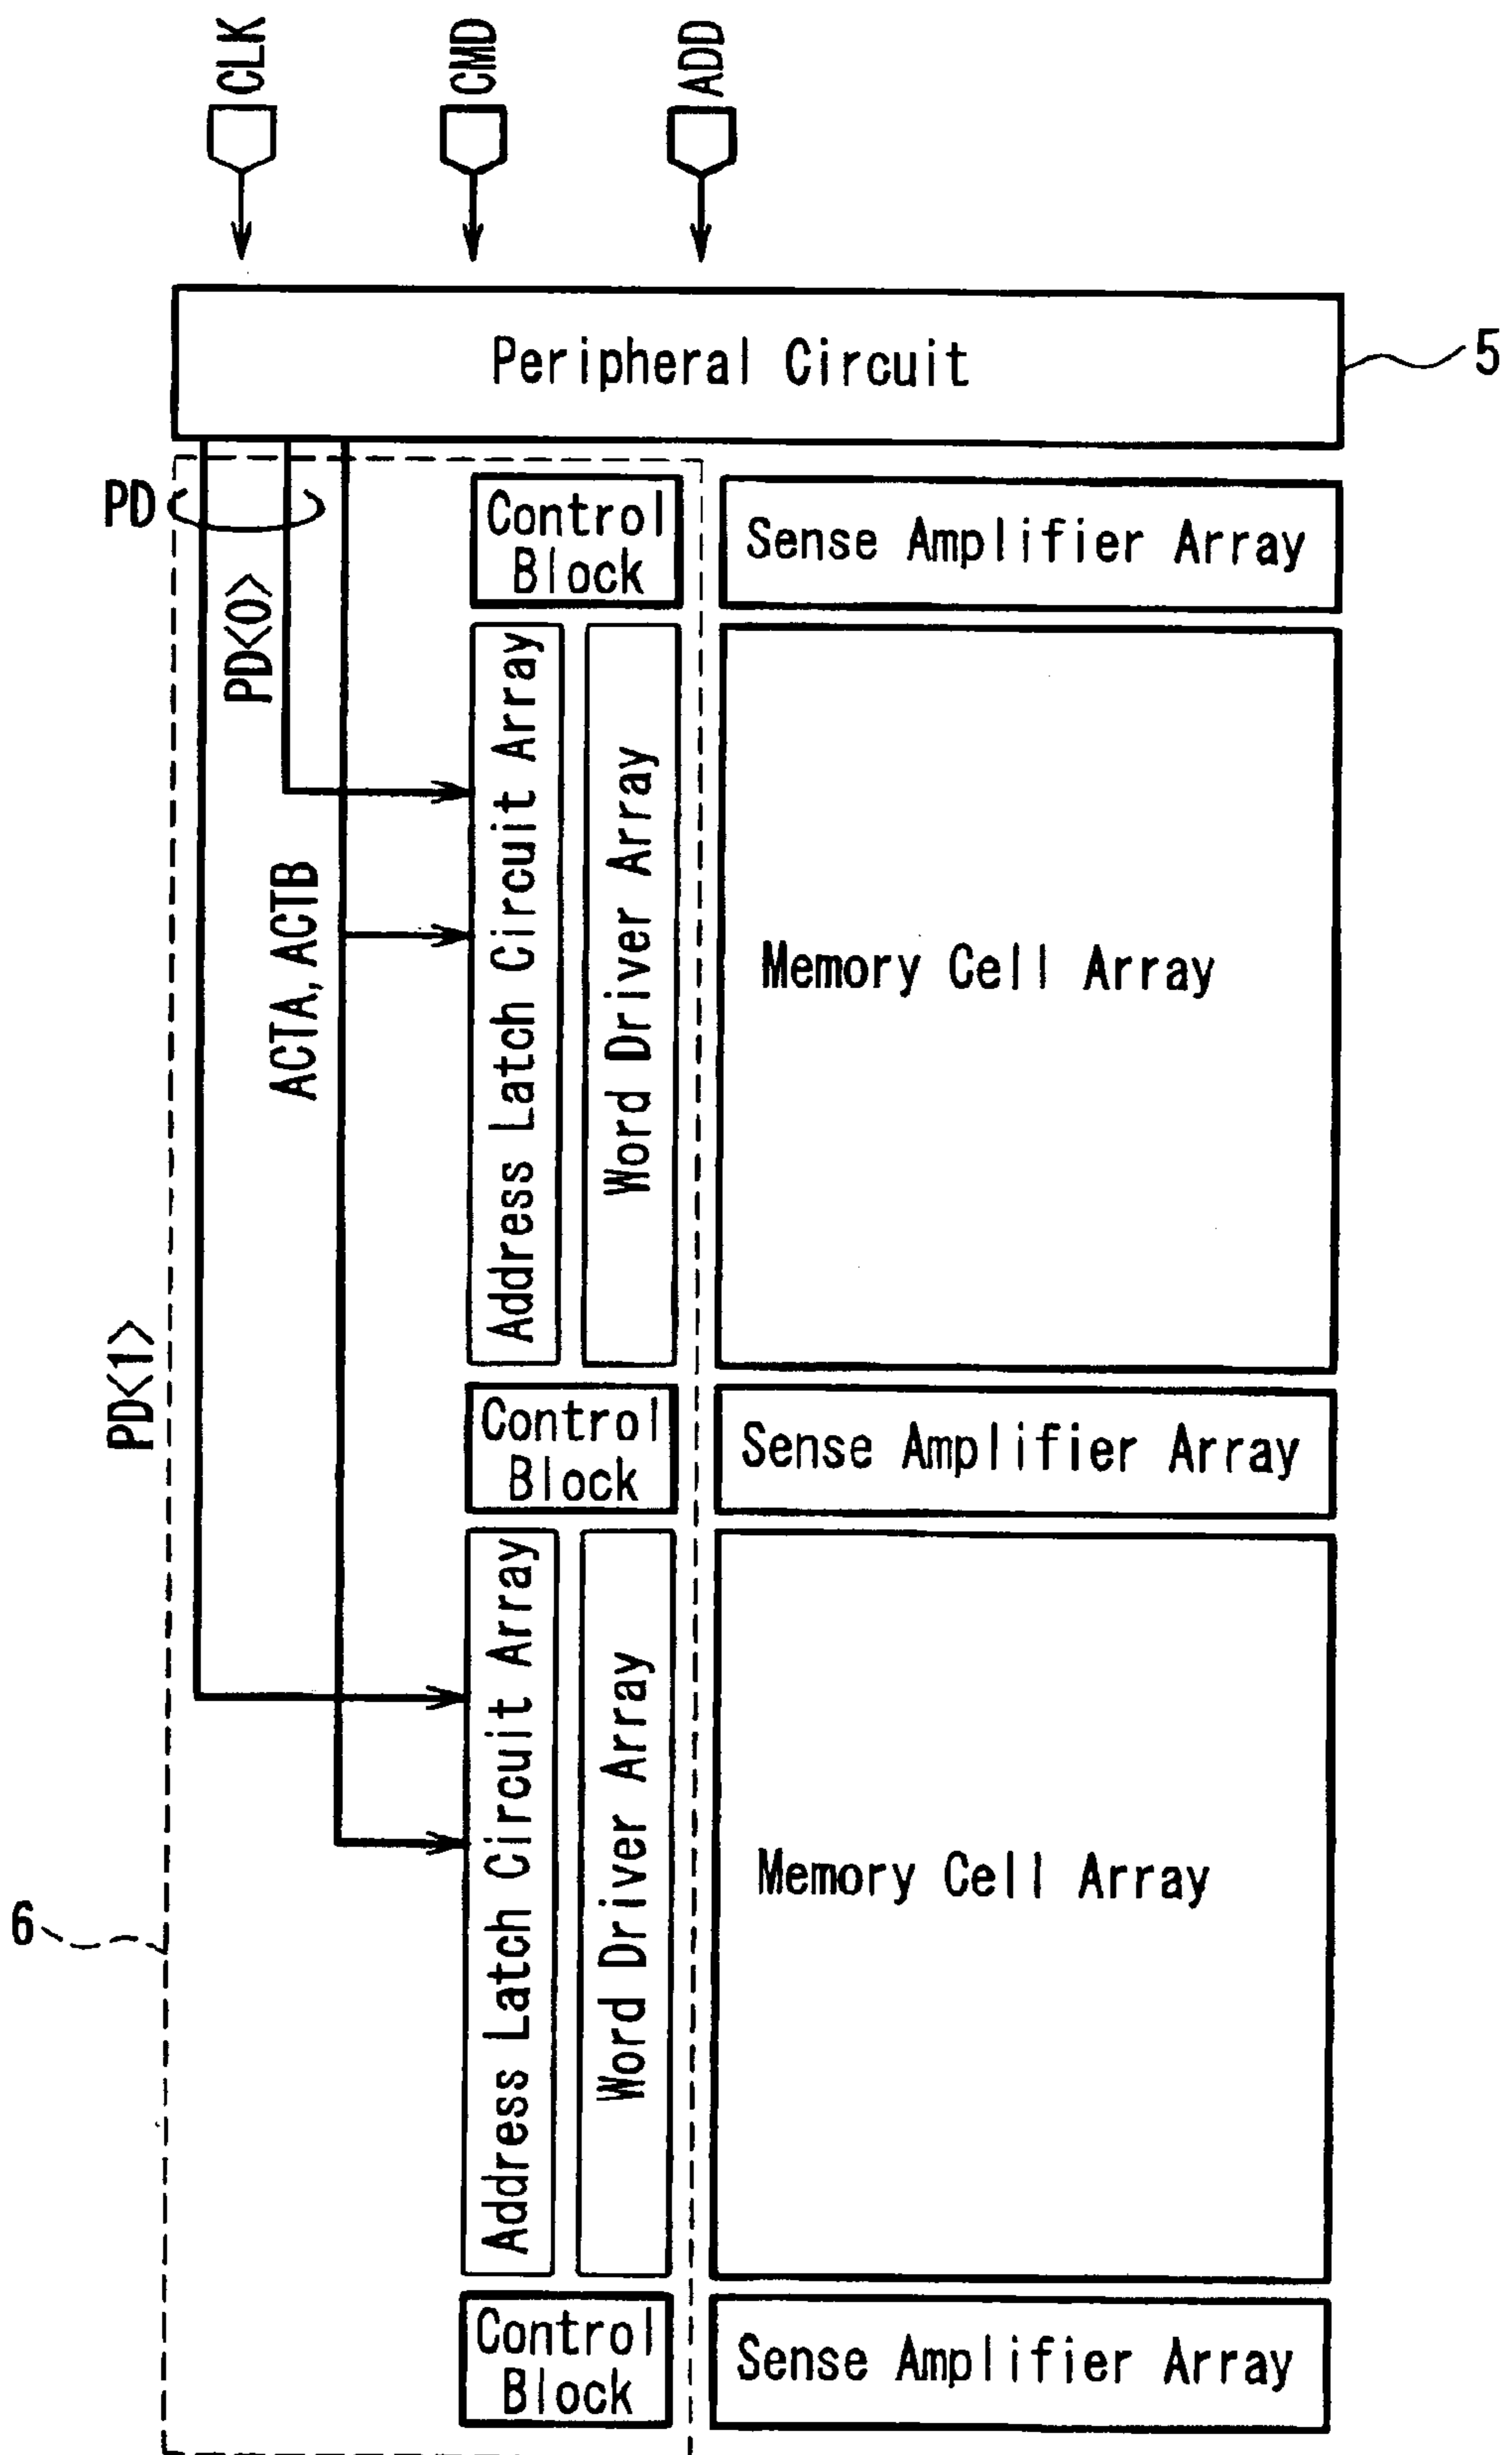 CLK
CMD
ADD
Peripheral Circuit
5
PD
Control
Block
Sense Amplifier Array
PD<0>
Address Latch Circuit Array
Word Driver Array
Memory Cell Array
ACTA, ACTB
PD<1>
Control
Block
Sense Amplifier Array
Address Latch Circuit Array
Word Driver Array
Memory Cell Array
6
Control
Block
Sense Amplifier Array